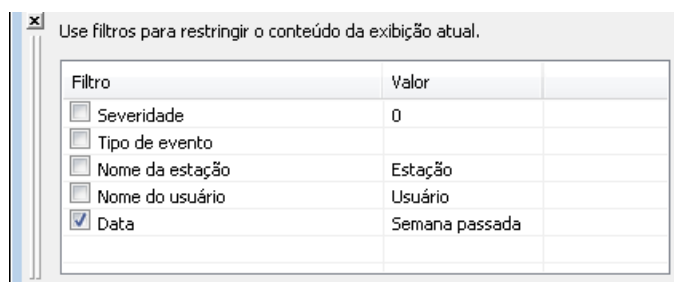 Use filtros para restringir o conteúdo da exibição atual.
Filtro Valor
Severidade 0
Tipo de evento
Nome da estação Estação
Nome do usuário Usuário
Data Semana passada